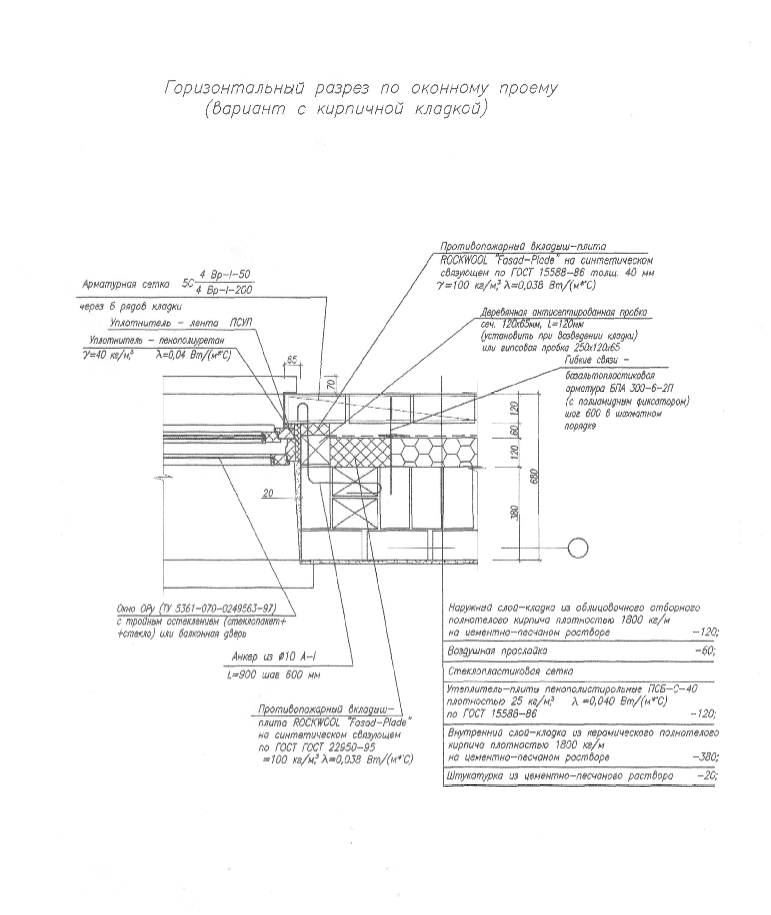 Горизонтальный разрез по оконному проему
(вариант с кирпичной кладкой)
Противопожарный вкладыш-плита
ROCKWOOL "Fasad-Plade" на синтетическом
связующем по ГОСТ 15588-86 толщ. 40 мм
γ=100 кг/м,³ λ=0,038 Вт/(м*°С)
Арматурная сетка 5С 4 Вр-I-50
4 Вр-I-200
через 6 рядов кладки
Уплотнитель - лента ПСУЛ
Уплотнитель - пенополиуретан
γ=40 кг/м,³ λ=0,04 Вт/(м*°С)
Деревянная антисептированная пробка
сеч. 120х65мм, L=120мм
(установить при возведении кладки)
или гипсовая пробка 250х120х65
Гибкие связи -
базальтопластиковая
арматура БПА 300-6-2П
(с полиамидным фиксатором)
шаг 600 в шахматном
порядке
65
70
120
60
120
680
380
20
Окно ОРу (ТУ 5361-070-0249563-97)
с тройным остеклением (стеклопакет+
+стекло) или балконная дверь
Анкер из Ø10 А-I
L=900 шаг 600 мм
Противопожарный вкладыш-
плита ROCKWOOL "Fasad-Plade"
на синтетическом связующем
по ГОСТ ГОСТ 22950-95
=100 кг/м,³ λ=0,038 Вт/(м*°С)
Наружный слой-кладка из облицовочного отборного
полнотелого кирпича плотностью 1800 кг/м
на цементно-песчаном растворе -120;
Воздушная прослойка -60;
Стеклопластиковая сетка
Утеплитель-плиты пенополистирольные ПСБ-С-40
плотностью 25 кг/м,³ λ =0,040 Вт/(м*°С)
по ГОСТ 15588-86 -120;
Внутренний слой-кладка из керамического полнотелого
кирпича плотностью 1800 кг/м
на цементно-песчаном растворе -380;
Штукатурка из цементно-песчаного раствора -20;